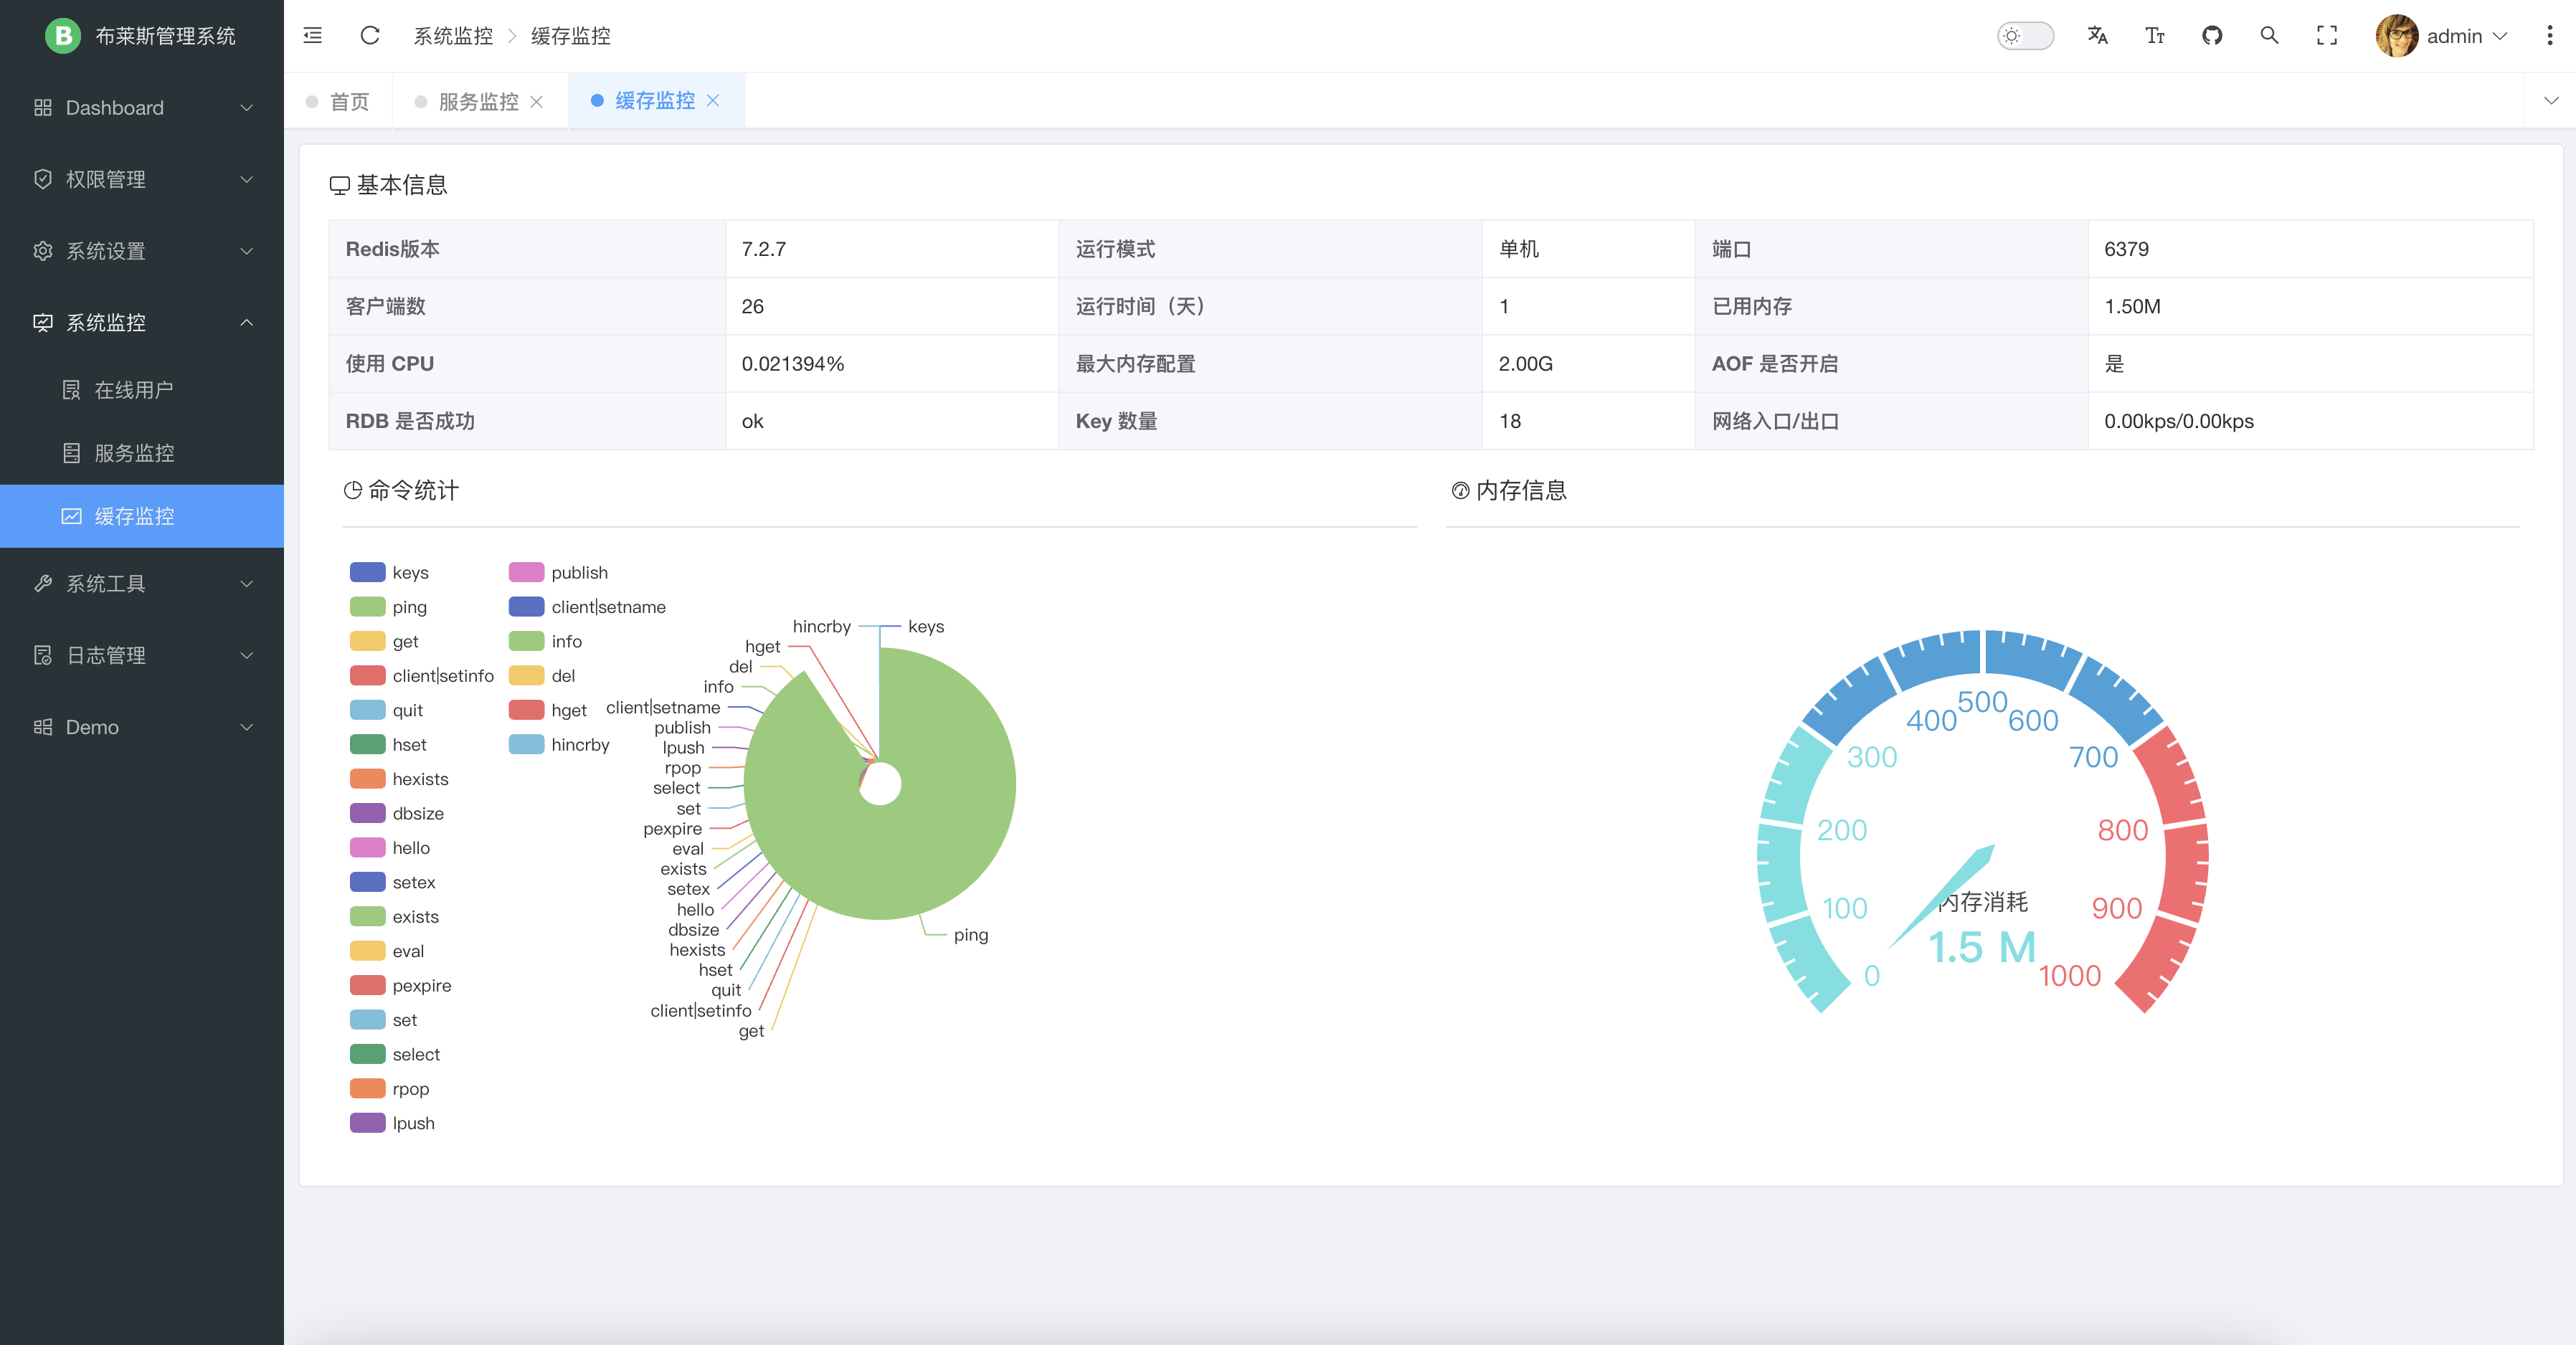 B 布莱斯管理系统
Dashboard
权限管理
系统设置
系统监控
在线用户
服务监控
缓存监控
系统工具
日志管理
Demo
系统监控 > 缓存监控
admin
首页 服务监控 缓存监控
基本信息
Redis版本 7.2.7 运行模式 单机 端口 6379
客户端数 26 运行时间（天） 1 已用内存 1.50M
使用 CPU 0.021394% 最大内存配置 2.00G AOF 是否开启 是
RDB 是否成功 ok Key 数量 18 网络入口/出口 0.00kps/0.00kps
命令统计
keys
ping
get
client|setinfo
quit
hset
hexists
dbsize
hello
setex
exists
eval
pexpire
set
select
rpop
lpush
publish
client|setname
info
del
hget
hincrby
hincrby
keys
hget
del
info
client|setname
publish
lpush
rpop
select
set
pexpire
eval
exists
setex
hello
dbsize
hexists
hset
quit
client|setinfo
get
ping
内存信息
0
100
200
300
400
500
600
700
800
900
1000
内存消耗
1.5 M